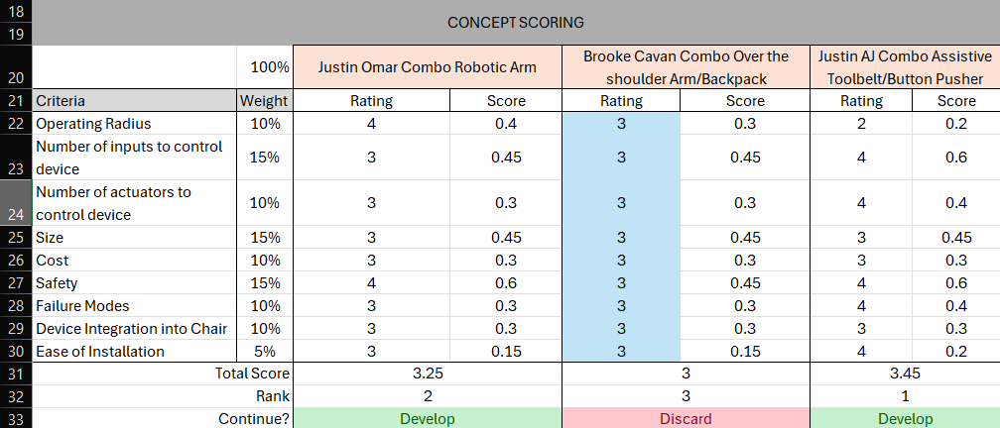 18
19
CONCEPT SCORING
20
100%
Justin Omar Combo Robotic Arm
Brooke Cavan Combo Over the
shoulder Arm/Backpack
Justin AJ Combo Assistive
Toolbelt/Button Pusher
21 Criteria Weight Rating Score Rating Score Rating Score
22 Operating Radius 10% 4 0.4 3 0.3 2 0.2
Number of inputs to control
23 device 15% 3 0.45 3 0.45 4 0.6
Number of actuators to
24 control device 10% 3 0.3 3 0.3 4 0.4
25 Size 15% 3 0.45 3 0.45 3 0.45
26 Cost 10% 3 0.3 3 0.3 3 0.3
27 Safety 15% 4 0.6 3 0.45 4 0.6
28 Failure Modes 10% 3 0.3 3 0.3 4 0.4
29 Device Integration into Chair 10% 3 0.3 3 0.3 3 0.3
30 Ease of Installation 5% 3 0.15 3 0.15 4 0.2
31 Total Score 3.25 3 3.45
32 Rank 2 3 1
33 Continue? Develop Discard Develop